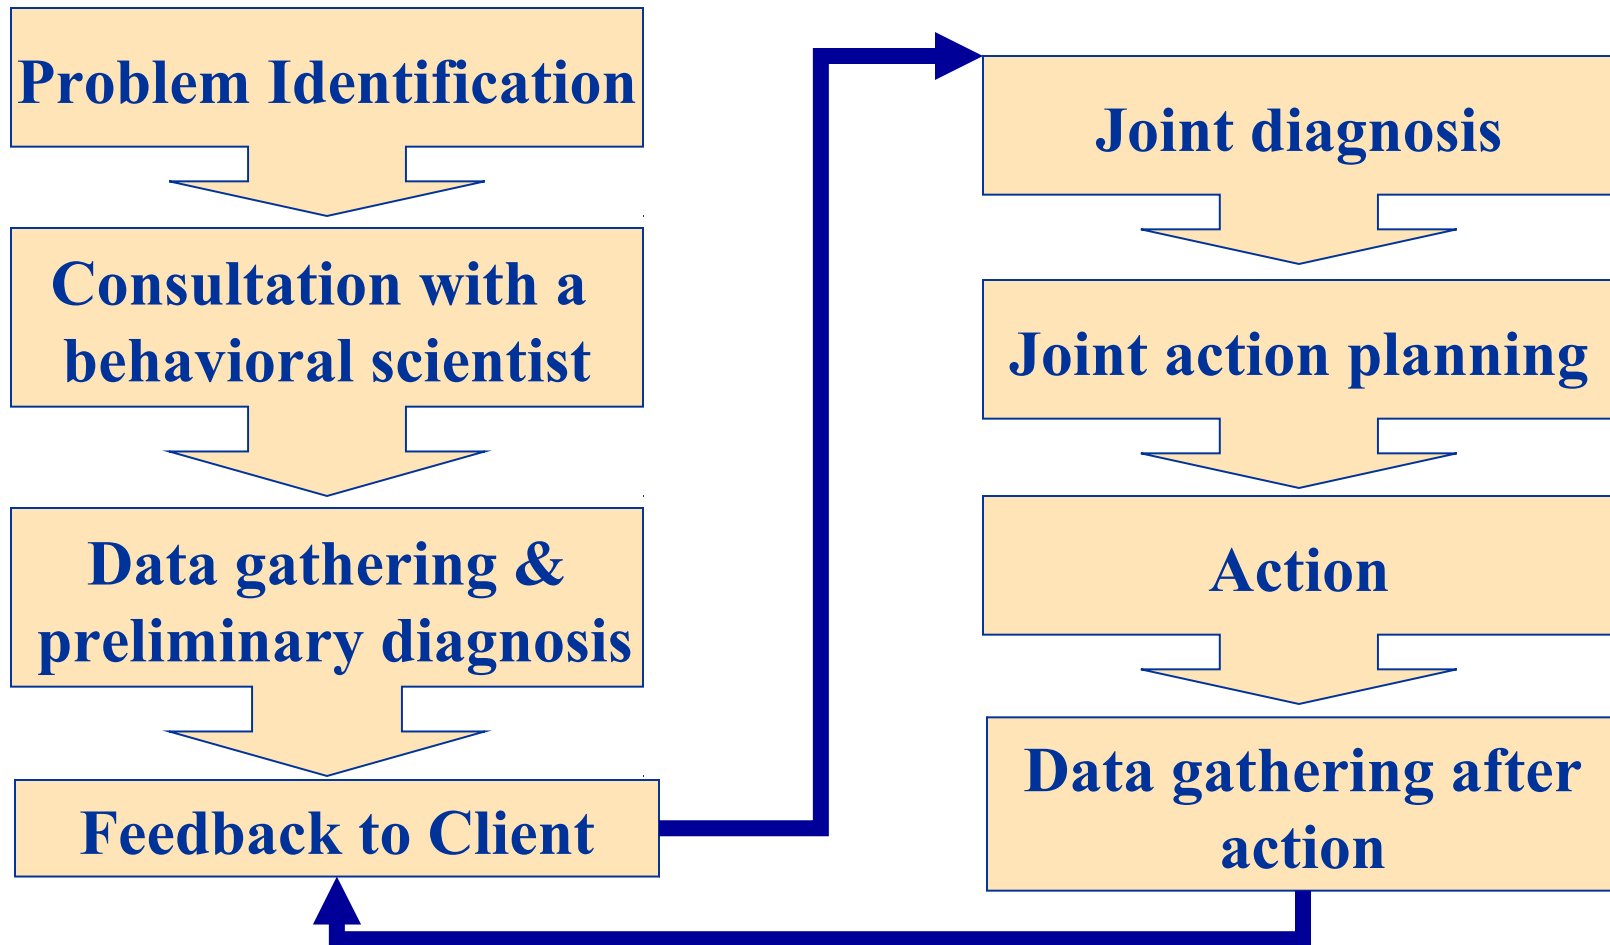 Problem Identification
Consultation with a
behavioral scientist
Data gathering &
preliminary diagnosis
Feedback to Client
Joint diagnosis
Joint action planning
Action
Data gathering after
action